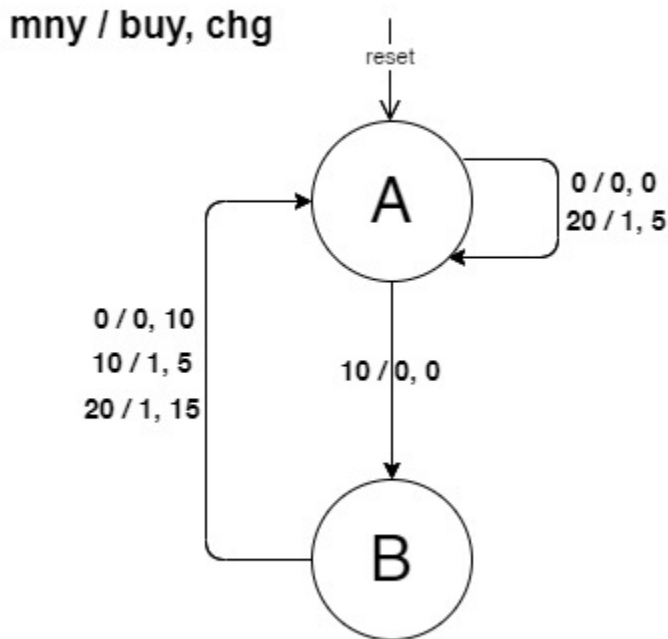 mny / buy, chg
reset
A
0 / 0, 0
20 / 1, 5
0 / 0, 10
10 / 1, 5
20 / 1, 15
10 / 0, 0
B